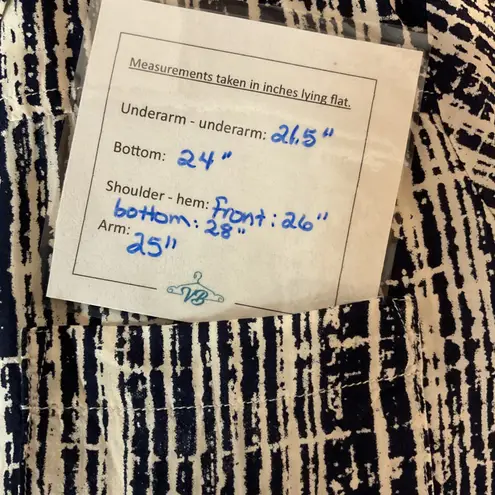 Measurements taken in inches lying flat.
Underarm - underarm: 21.5"
Bottom: 24"
Shoulder - hem: front: 26"
bottom: 28"
Arm: 25"
VB